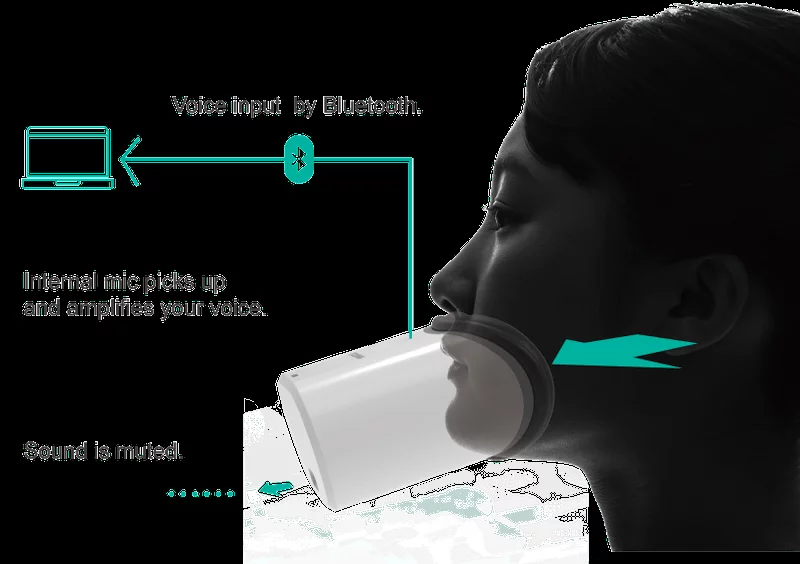 Voice input by Bluetooth.
Internal mic picks up
and amplifies your voice.
Sound is muted.